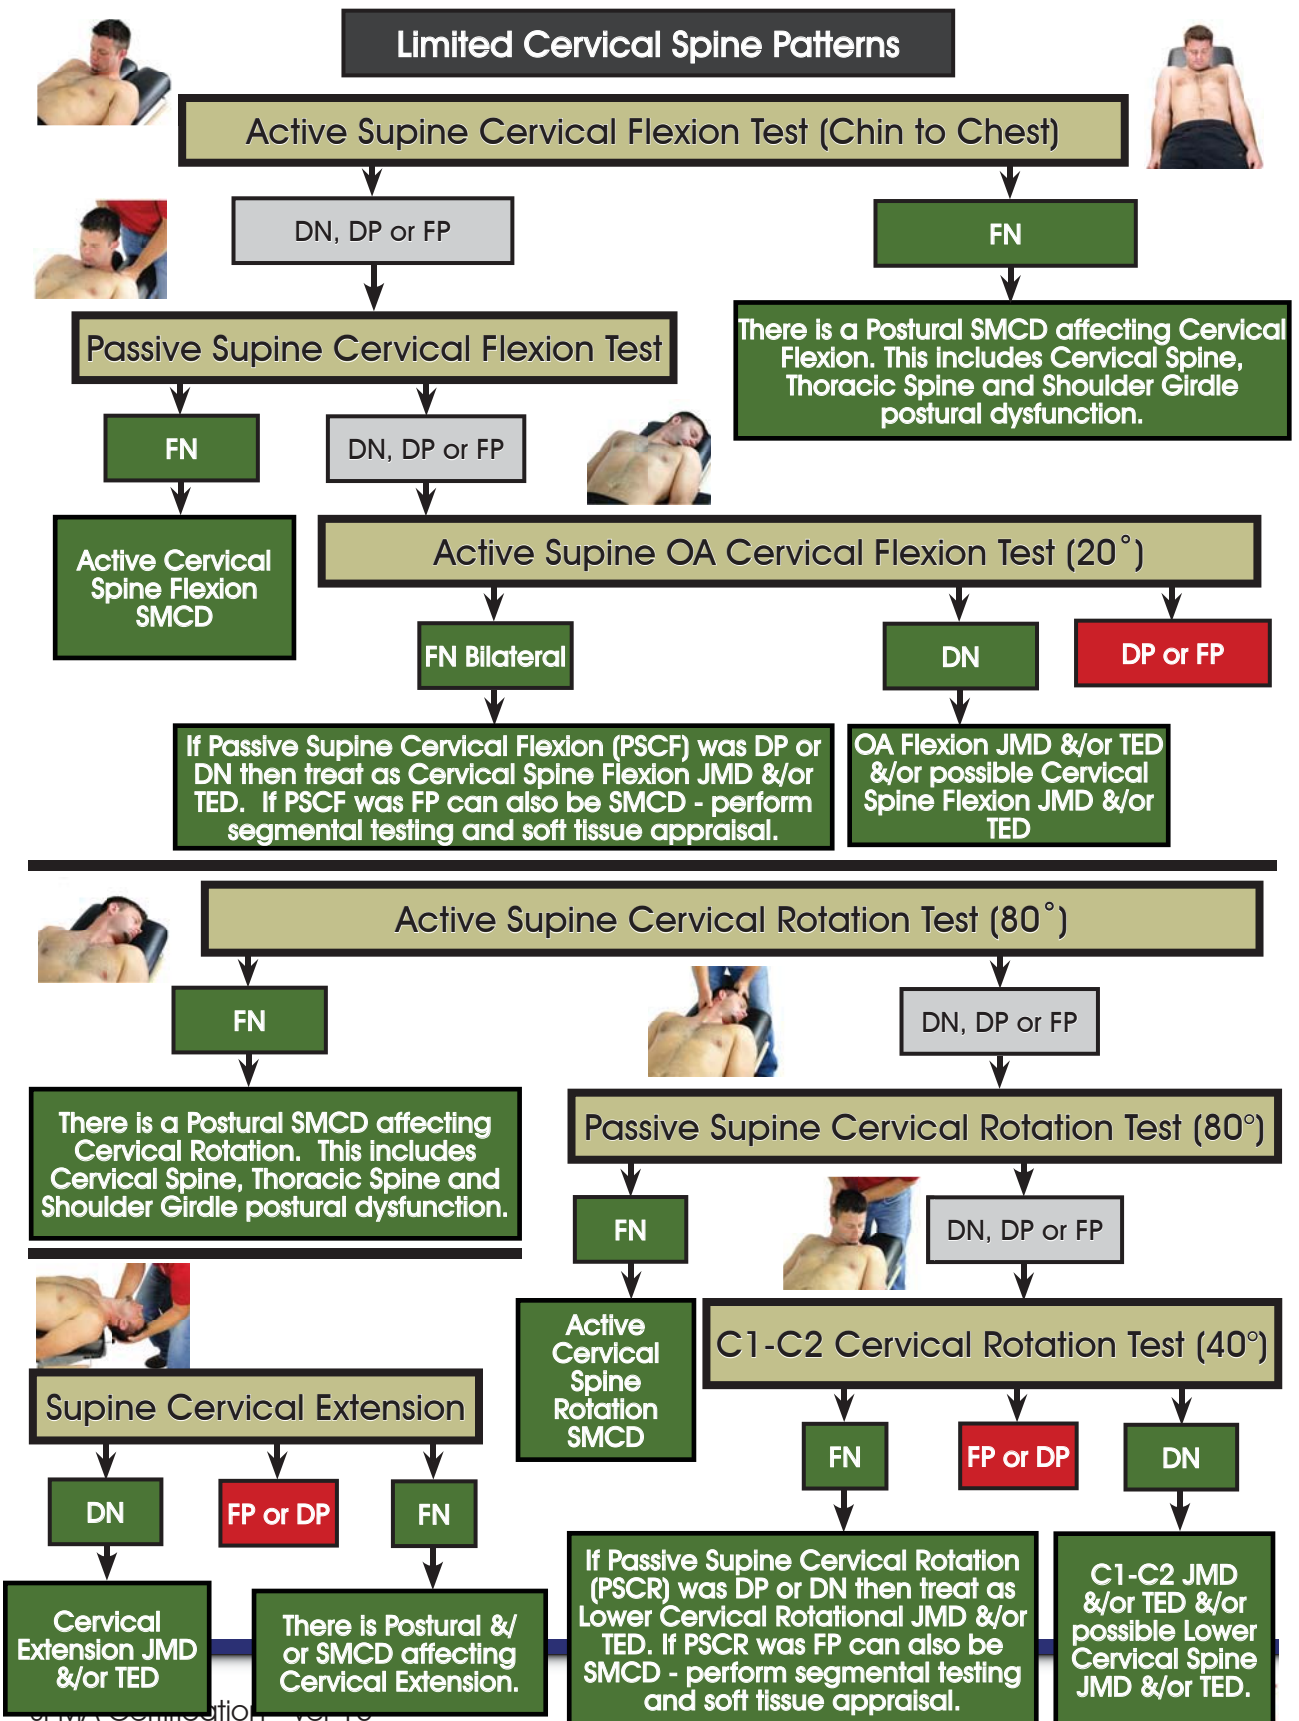 Limited Cervical Spine Patterns
Active Supine Cervical Flexion Test (Chin to Chest)
DN, DP or FP
FN
There is a Postural SMCD affecting Cervical
Flexion. This includes Cervical Spine,
Thoracic Spine and Shoulder Girdle
postural dysfunction.
Passive Supine Cervical Flexion Test
FN
DN, DP or FP
Active Cervical
Spine Flexion
SMCD
Active Supine OA Cervical Flexion Test (20°)
FN Bilateral
DN
DP or FP
If Passive Supine Cervical Flexion (PSCF) was DP or
DN then treat as Cervical Spine Flexion JMD &/or
TED.  If PSCF was FP can also be SMCD - perform
segmental testing and soft tissue appraisal.
OA Flexion JMD &/or TED
&/or possible Cervical
Spine Flexion JMD &/or
TED
Active Supine Cervical Rotation Test (80°)
FN
DN, DP or FP
There is a Postural SMCD affecting
Cervical Rotation.  This includes
Cervical Spine, Thoracic Spine and
Shoulder Girdle postural dysfunction.
Passive Supine Cervical Rotation Test (80°)
FN
DN, DP or FP
Active
Cervical
Spine
Rotation
SMCD
C1-C2 Cervical Rotation Test (40°)
FN
FP or DP
DN
If Passive Supine Cervical Rotation
(PSCR) was DP or DN then treat as
Lower Cervical Rotational JMD &/or
TED. If PSCR was FP can also be
SMCD - perform segmental testing
and soft tissue appraisal.
C1-C2 JMD
&/or TED &/or
possible Lower
Cervical Spine
JMD &/or TED.
Supine Cervical Extension
DN
FP or DP
FN
Cervical
Extension JMD
&/or TED
There is Postural &/
or SMCD affecting
Cervical Extension.